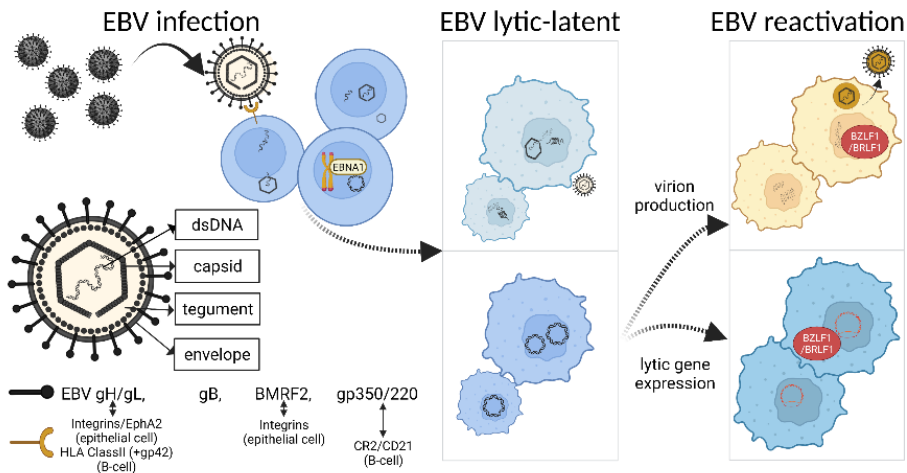 EBV infection
EBV lytic-latent
EBV reactivation
EBNA1
BZLF1
/BRLF1
virion
production
dsDNA
capsid
tegument
envelope
BZLF1
/BRLF1
lytic gene
expression
EBV gH/gL, gB, BMRF2, gp350/220
Integrins/EphA2
(epithelial cell)
HLA ClassII (+gp42)
(B-cell)
Integrins
(epithelial cell)
CR2/CD21
(B-cell)